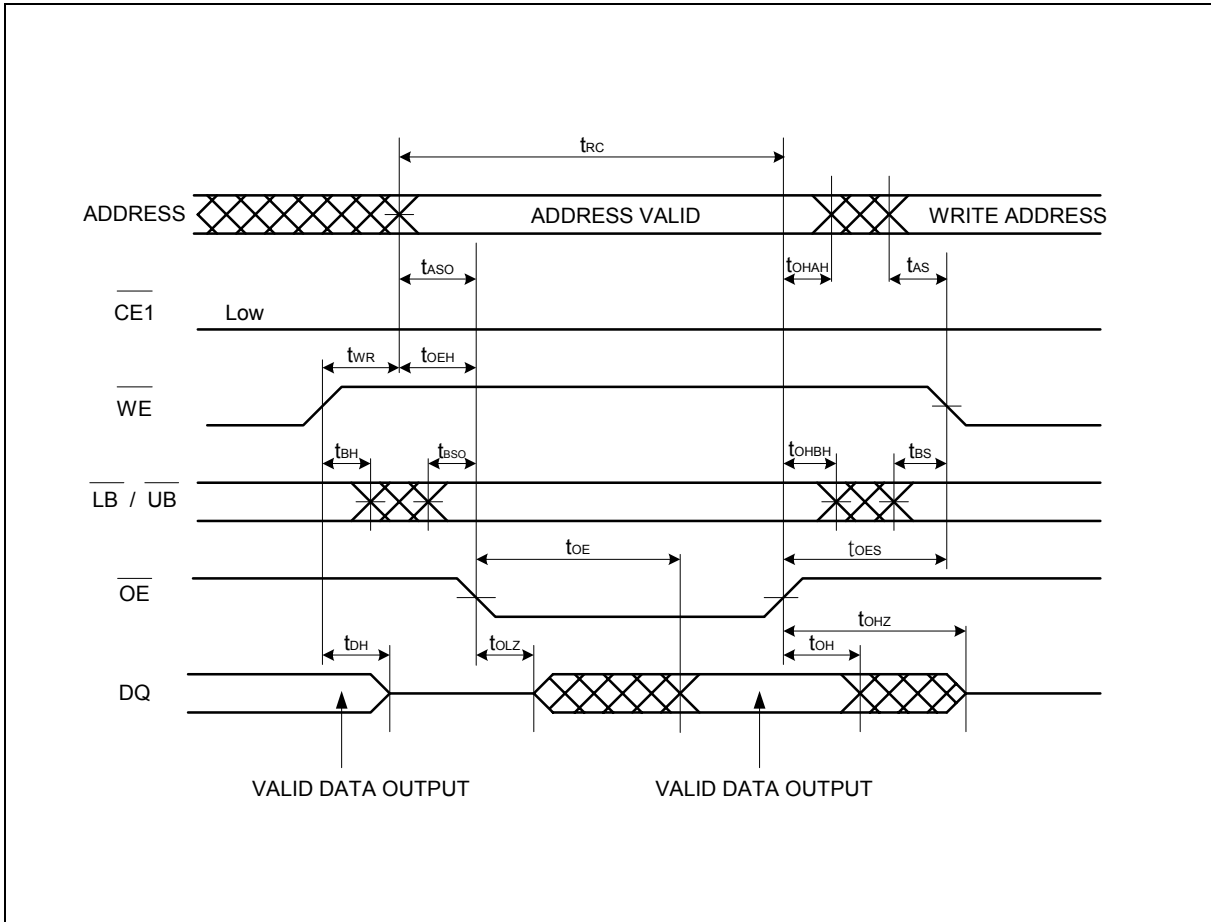 tRC
ADDRESS
ADDRESS VALID
WRITE ADDRESS
tASO
tOHAH
tAS
CE1
Low
tWR
tOEH
WE
tBH
tBSO
tOHBH
tBS
LB / UB
tOE
tOES
OE
tOHZ
tDH
tOLZ
tOH
DQ
VALID DATA OUTPUT
VALID DATA OUTPUT